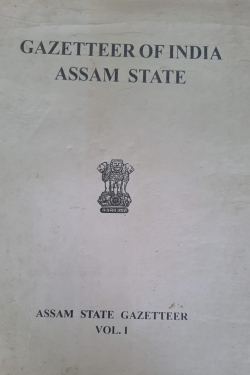 GAZETTEER OF INDIA
ASSAM STATE
ASSAM STATE GAZETTEER
VOL. I